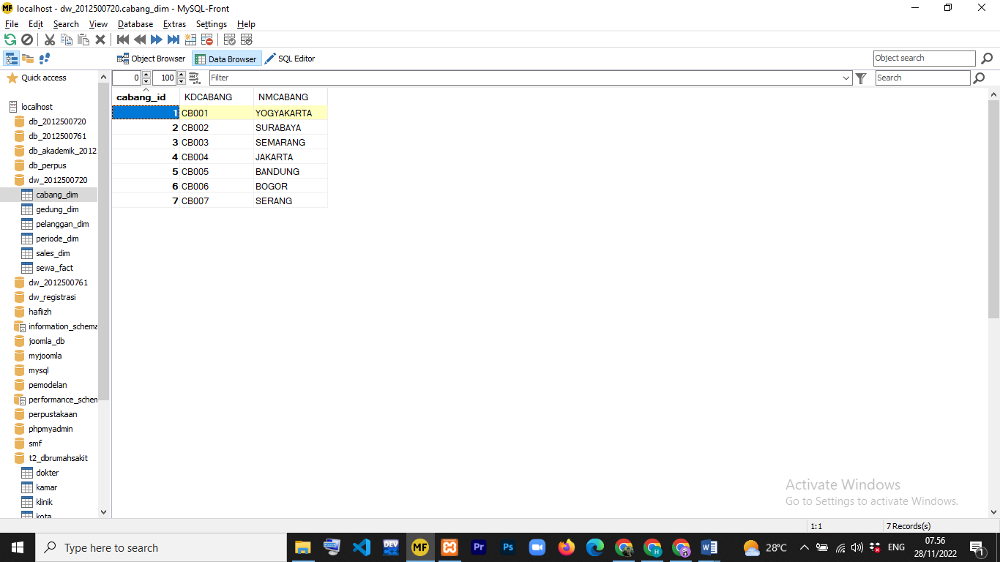 localhost - dw_2012500720.cabang_dim - MySQL-Front
File Edit Search View Database Extras Settings Help
Object Browser Data Browser SQL Editor Object search
Quick access 0 100 Filter Search
cabang_id KDCABANG NMCABANG
1 CB001 YOGYAKARTA
2 CB002 SURABAYA
3 CB003 SEMARANG
4 CB004 JAKARTA
5 CB005 BANDUNG
6 CB006 BOGOR
7 CB007 SERANG
localhost
db_2012500720
db_2012500761
db_akademik_2012
db_perpus
dw_2012500720
cabang_dim
gedung_dim
pelanggan_dim
periode_dim
sales_dim
sewa_fact
dw_2012500761
dw_registrasi
hafiizh
information_schema
joomla_db
myjoomla
mysql
pemodelan
performance_schem
perpustakaan
phpmyadmin
smf
t2_dbrumahsakit
dokter
kamar
klinik
kota
Activate Windows
Go to Settings to activate Windows.
1:1 7 Records(s)
Type here to search
28°C ENG 07.56
28/11/2022